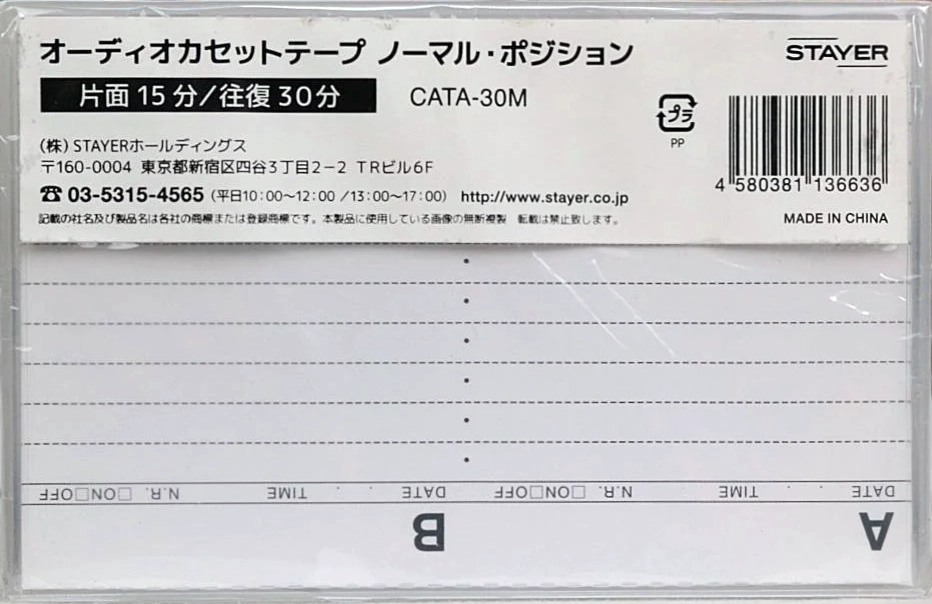 オーディオカセットテープ ノーマル・ポジション
STAYER
片面15分/往復30分
CATA-30M
プラ
PP
(株)STAYERホールディングス
〒160-0004 東京都新宿区四谷3丁目2-2 TRビル6F
☎03-5315-4565(平日10:00〜12:00 /13:00〜17:00) http://www.stayer.co.jp
記載の社名及び製品名は各社の商標または登録商標です。本製品に使用している画像の無断複製 転載は禁止致します。
4 580381 136636
MADE IN CHINA
A
DATE . . TIME N.R. □ON□OFF
B
DATE . . TIME N.R. □ON□OFF